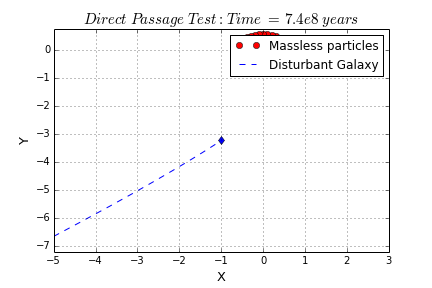 Direct Passage Test: Time = 7.4e8 years
Massless particles
Disturbant Galaxy
Y
0
−1
−2
−3
−4
−5
−6
−7
−5 −4 −3 −2 −1 0 1 2 3
X